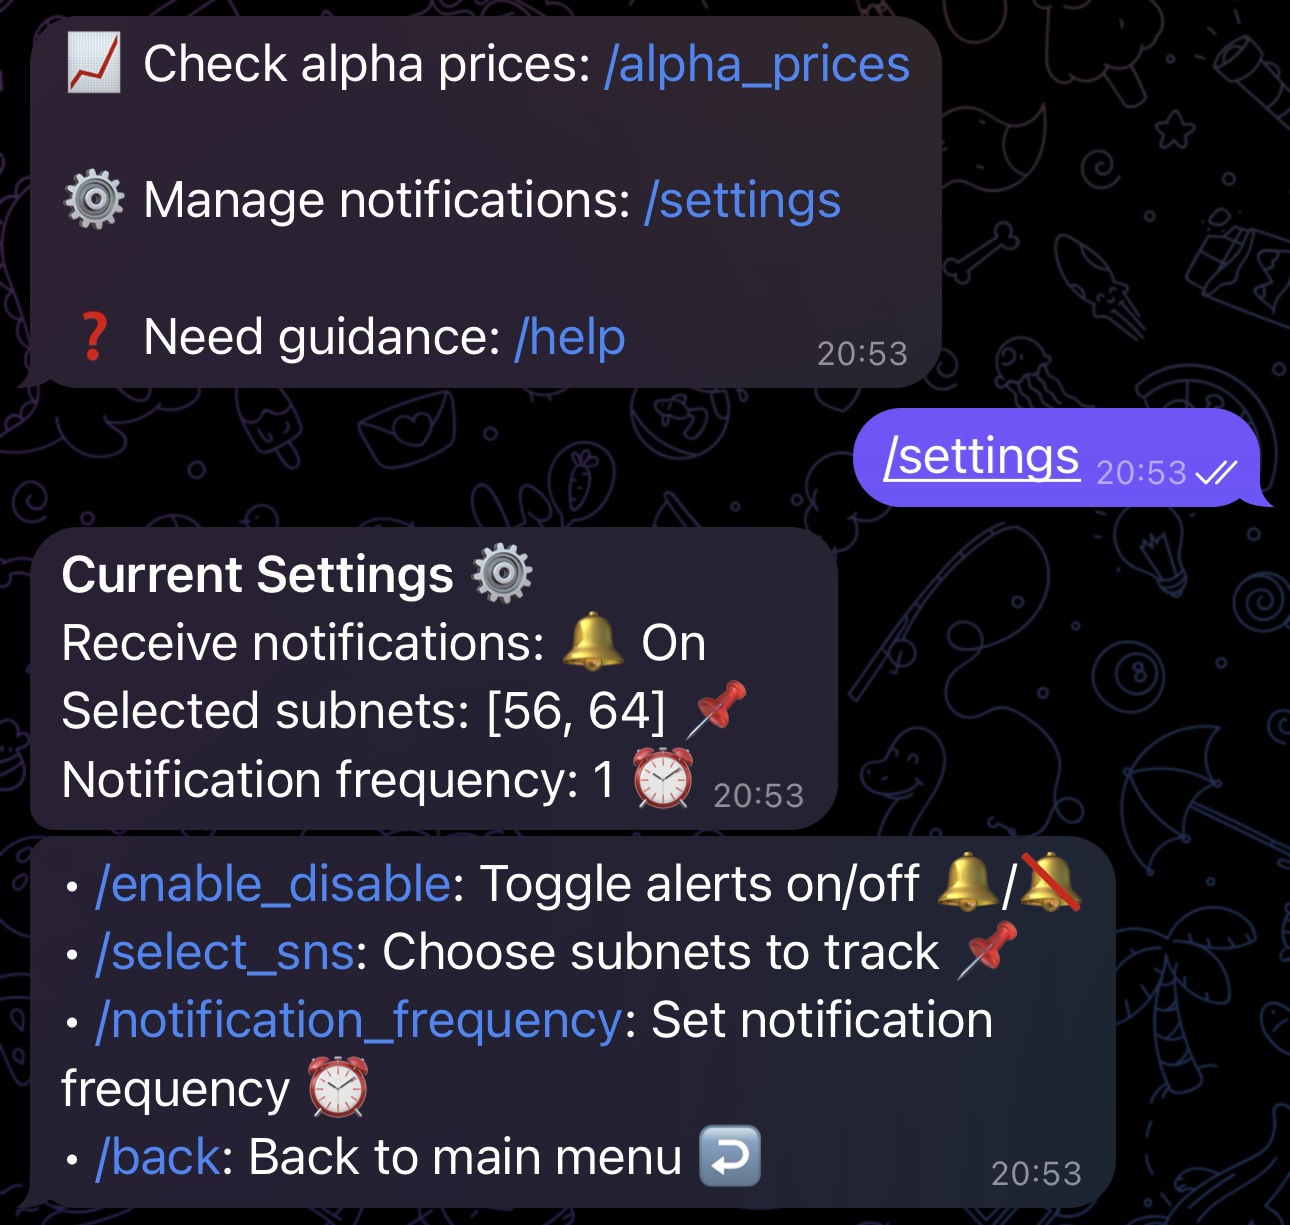 📈 Check alpha prices: /alpha_prices
⚙️ Manage notifications: /settings
❓ Need guidance: /help
20:53
/settings 20:53
Current Settings ⚙️
Receive notifications: 🔔 On
Selected subnets: [56, 64] 📌
Notification frequency: 1 ⏰ 20:53
• /enable_disable: Toggle alerts on/off 🔔/🔕
• /select_sns: Choose subnets to track 📌
• /notification_frequency: Set notification
frequency ⏰
• /back: Back to main menu ↩️
20:53